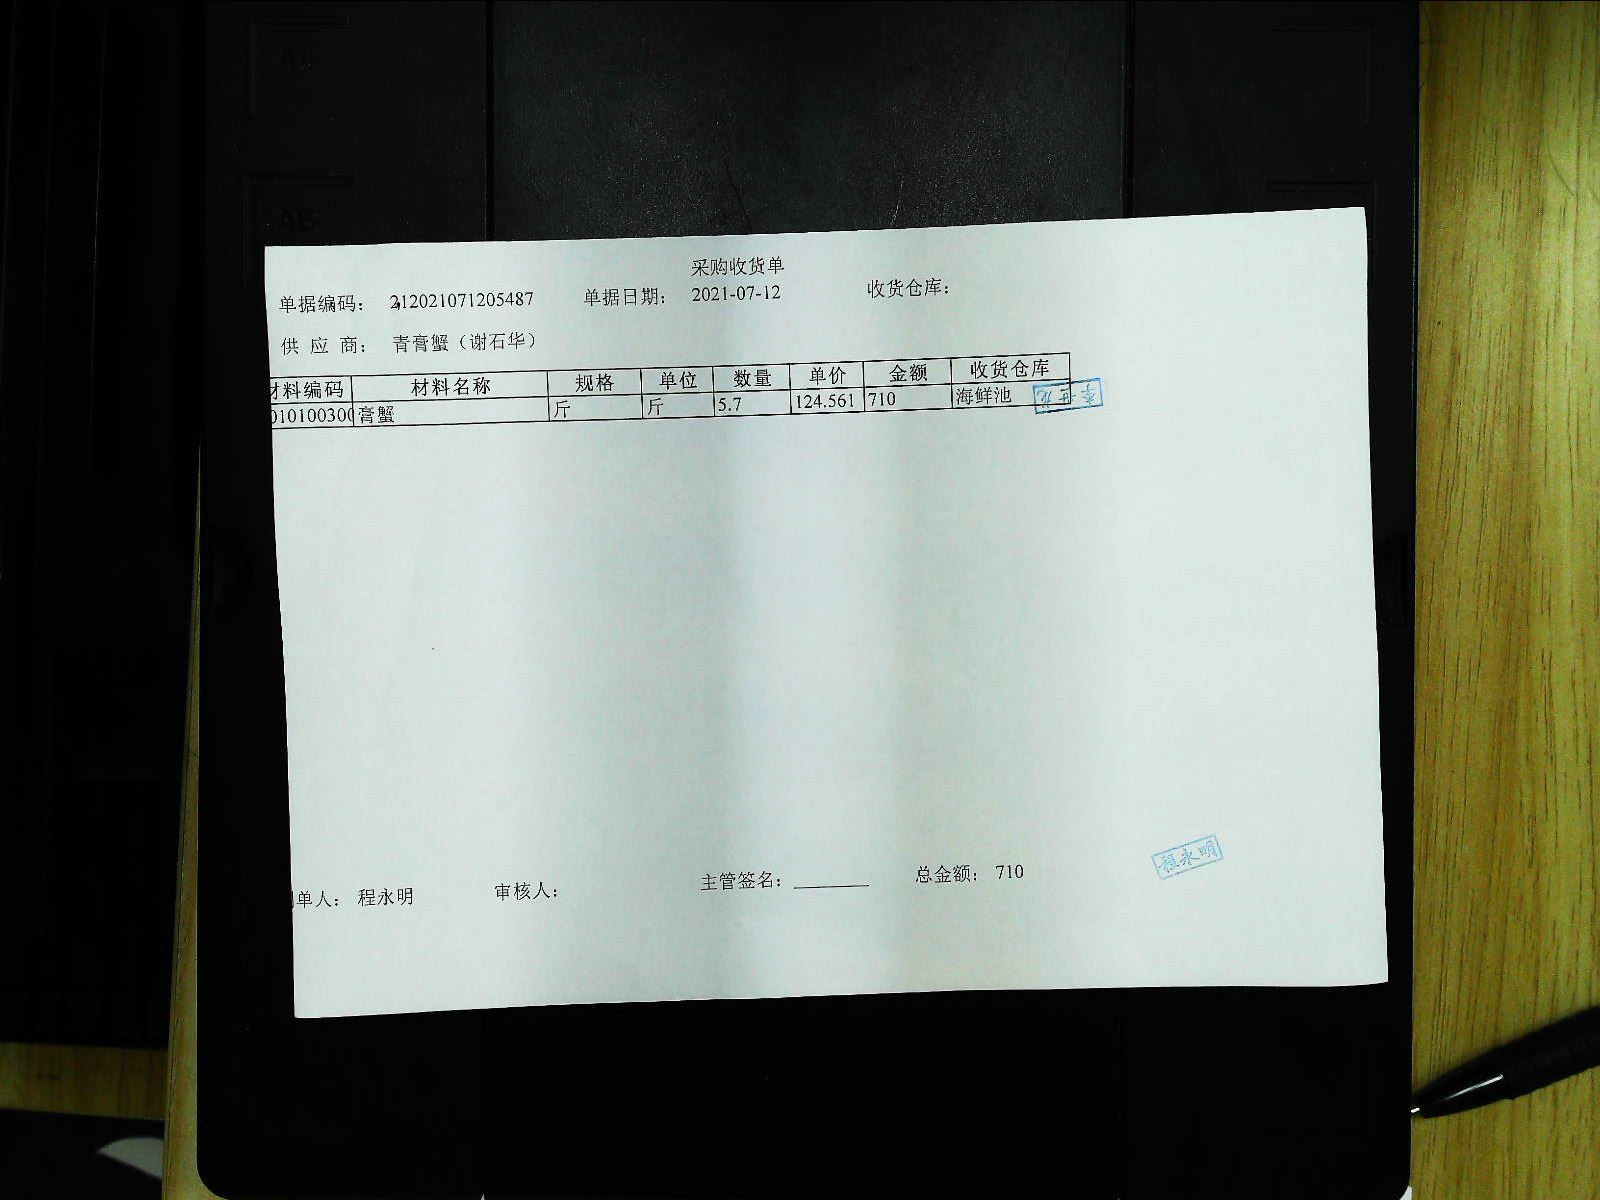 采购收货单
单据编码： 212021071205487 单据日期： 2021-07-12 收货仓库：
供 应 商： 青膏蟹（谢石华）
材料编码 材料名称 规格 单位 数量 单价 金额 收货仓库
010100300 膏蟹 斤 斤 5.7 124.561 710 海鲜池
程永明
单人： 程永明 审核人： 主管签名： 总金额： 710